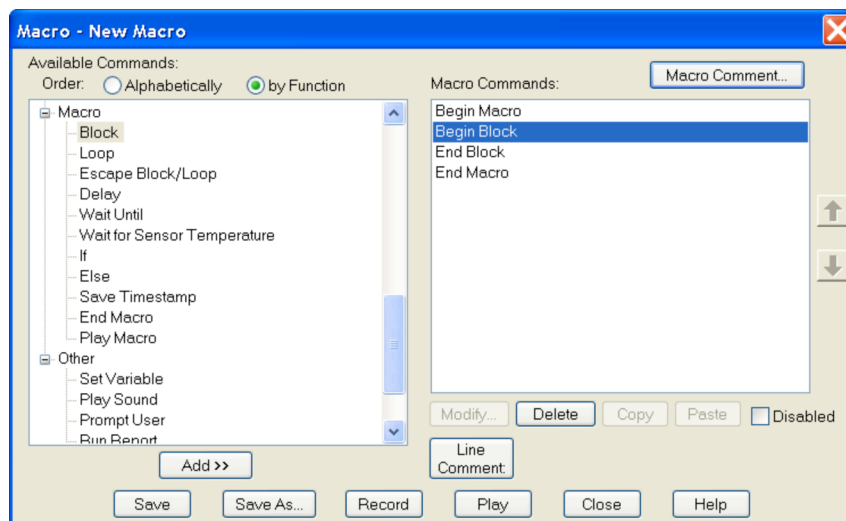 Macro - New Macro
Available Commands:
Order: Alphabetically by Function
Macro Commands:
Macro Comment...
Macro
Block
Loop
Escape Block/Loop
Delay
Wait Until
Wait for Sensor Temperature
If
Else
Save Timestamp
End Macro
Play Macro
Other
Set Variable
Play Sound
Prompt User
Run Report
Add >>
Begin Macro
Begin Block
End Block
End Macro
Modify... Delete Copy Paste Disabled
Line
Comment:
Save Save As... Record Play Close Help